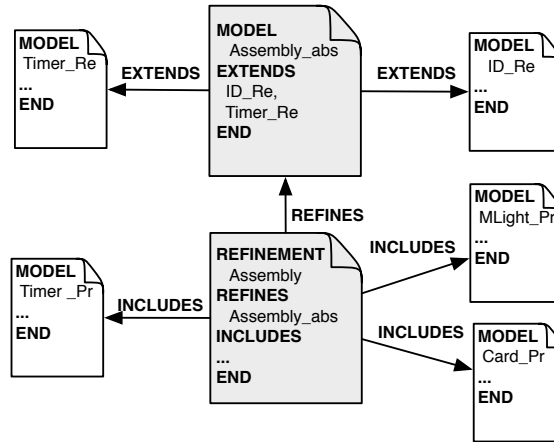 MODEL
Timer_Re
...
END
EXTENDS
MODEL
Assembly_abs
EXTENDS
ID_Re,
Timer_Re
END
EXTENDS
MODEL
ID_Re
...
END
REFINES
MODEL
Timer _Pr
...
END
INCLUDES
REFINEMENT
Assembly
REFINES
Assembly_abs
INCLUDES
...
END
INCLUDES
MODEL
MLight_Pr
...
END
INCLUDES
MODEL
Card_Pr
...
END